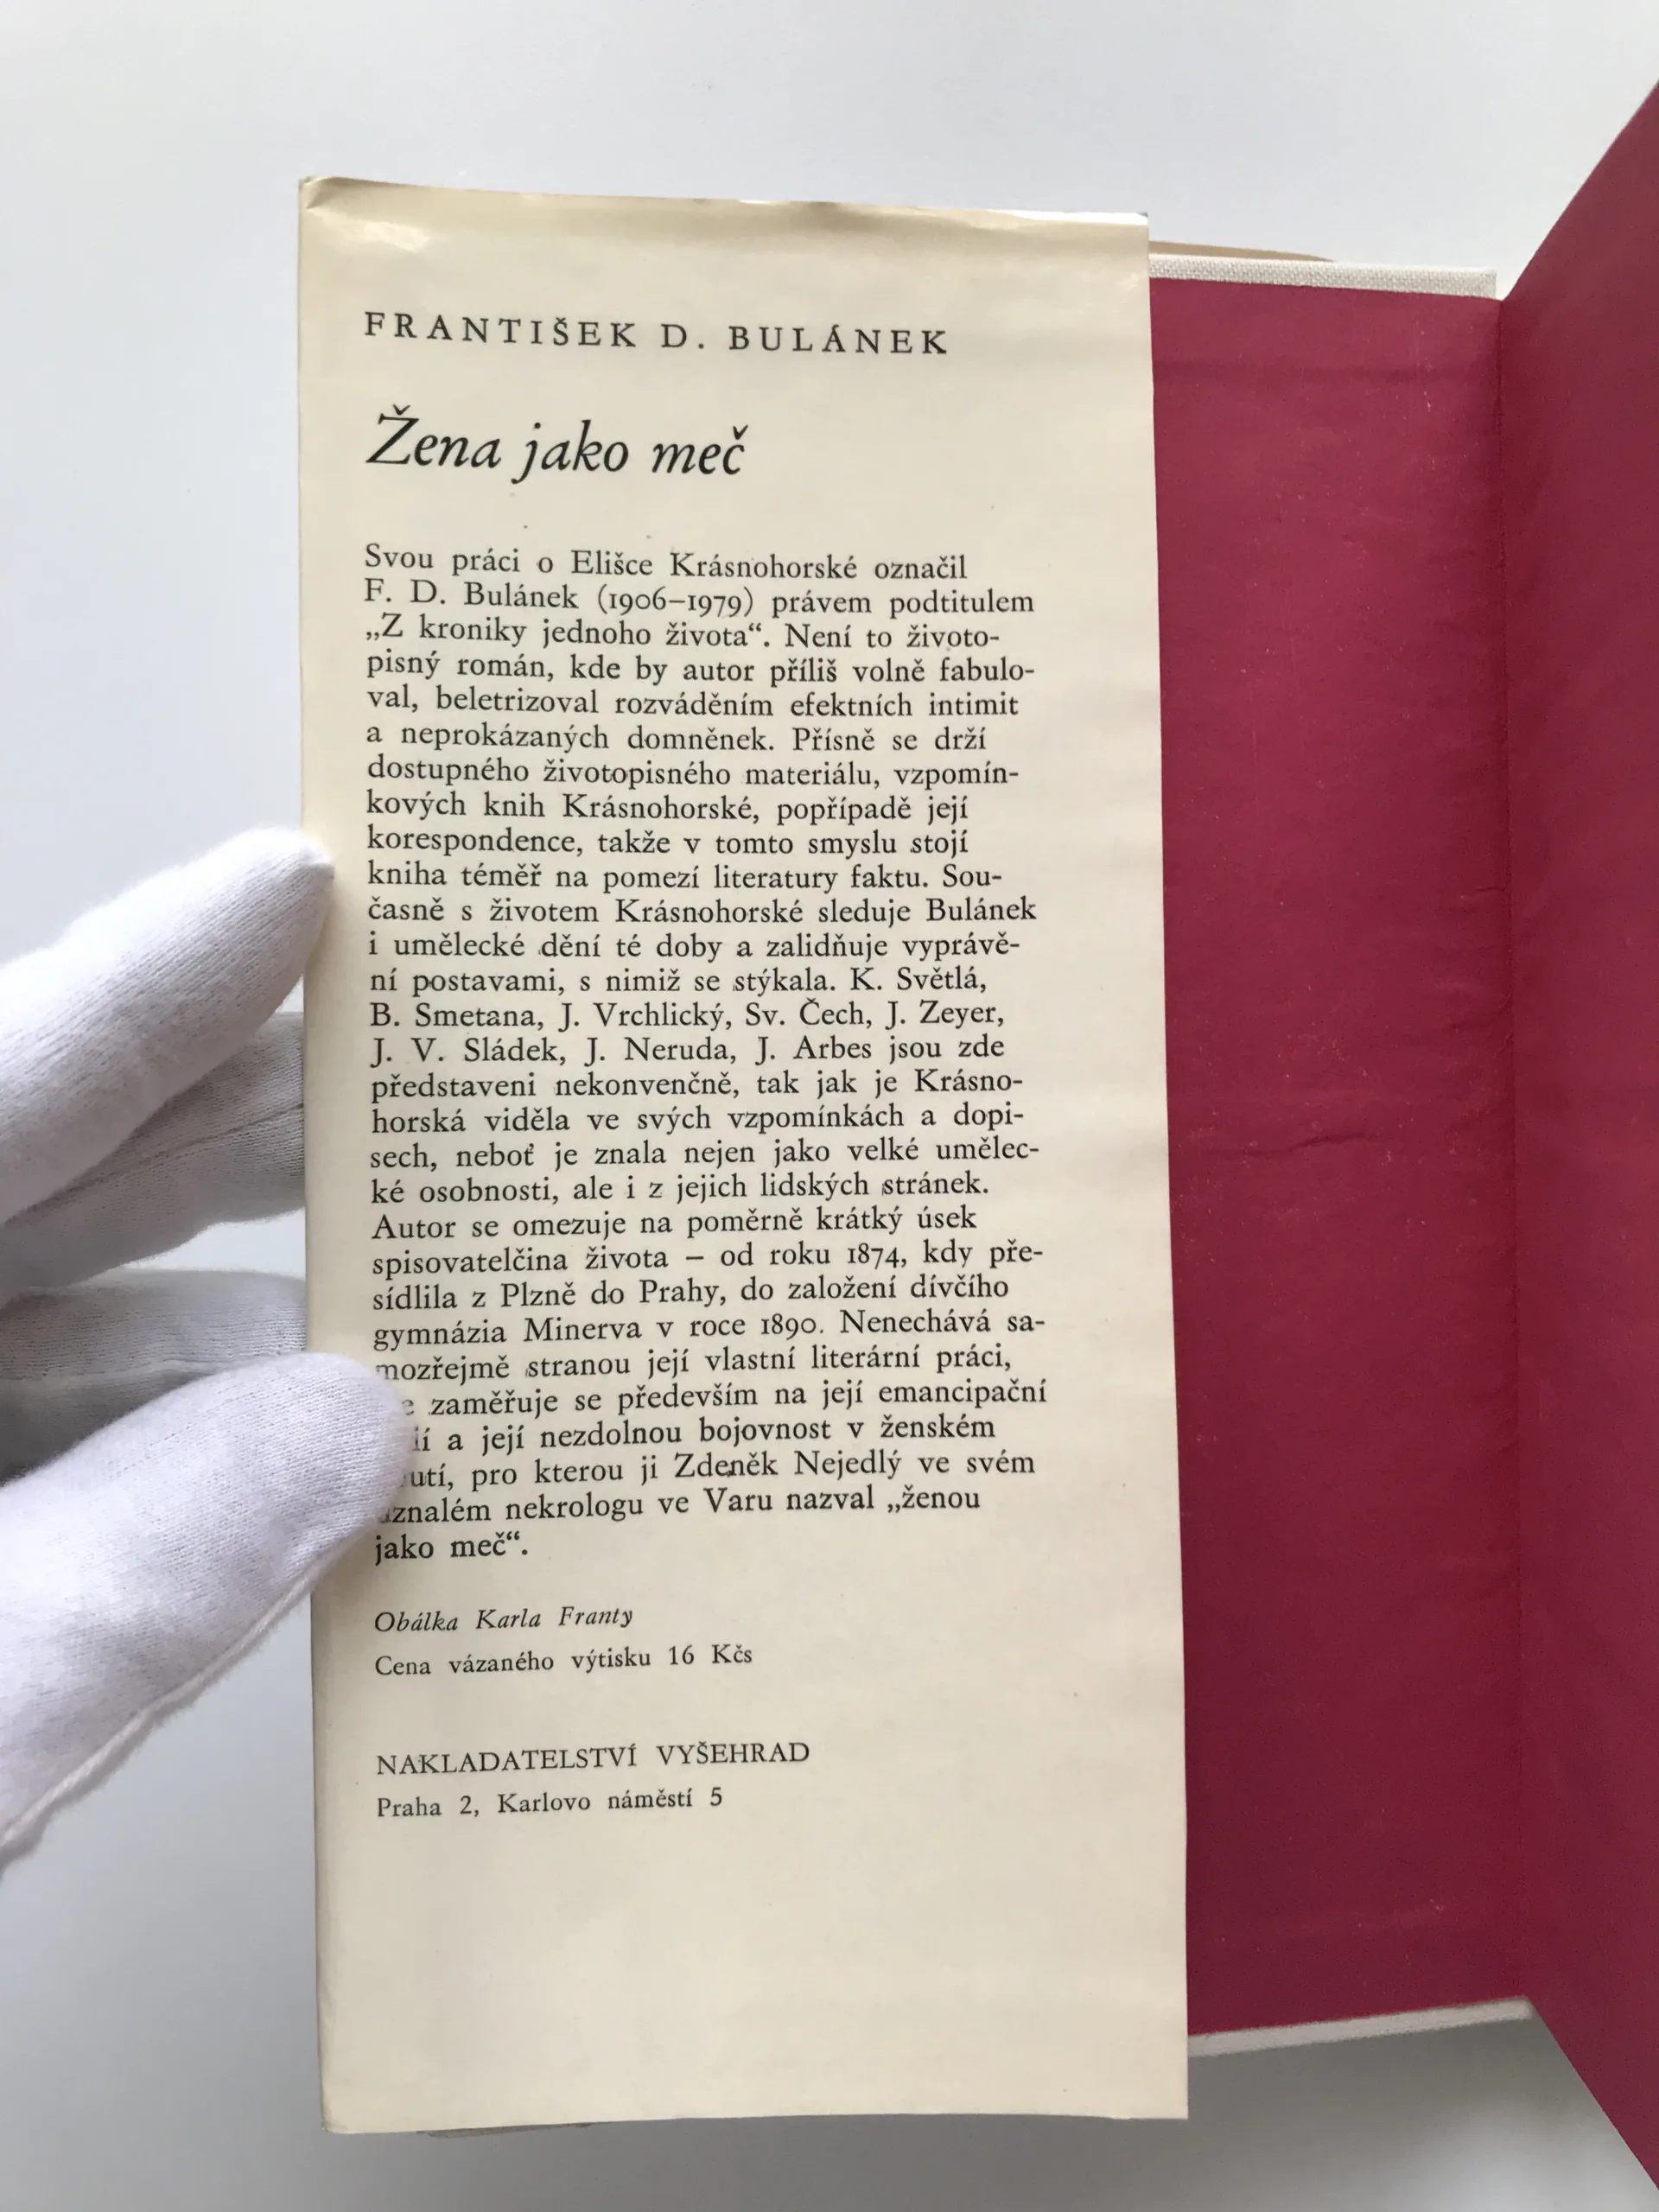 FRANTIŠEK D. BULÁNEK
Žena jako meč
Svou práci o Elišce Krásnohorské označil
F. D. Bulánek (1906–1979) právem podtitulem
„Z kroniky jednoho života“. Není to životo-
pisný román, kde by autor příliš volně fabulo-
val, beletrizoval rozváděním efektních intimit
a neprokázaných domněnek. Přísně se drží
dostupného životopisného materiálu, vzpomín-
kových knih Krásnohorské, popřípadě její
korespondence, takže v tomto smyslu stojí
kniha téměř na pomezí literatury faktu. Sou-
časně s životem Krásnohorské sleduje Bulánek
i umělecké dění té doby a zalidňuje vyprávě-
ní postavami, s nimiž se stýkala. K. Světlá,
B. Smetana, J. Vrchlický, Sv. Čech, J. Zeyer,
J. V. Sládek, J. Neruda, J. Arbes jsou zde
představeni nekonvenčně, tak jak je Krásno-
horská viděla ve svých vzpomínkách a dopi-
sech, neboť je znala nejen jako velké umělec-
ké osobnosti, ale i z jejich lidských stránek.
Autor se omezuje na poměrně krátký úsek
spisovatelčina života – od roku 1874, kdy pře-
sídlila z Plzně do Prahy, do založení dívčího
gymnázia Minerva v roce 1890. Nenechává sa-
mozřejmě stranou její vlastní literární práci,
zaměřuje se především na její emancipační
a její nezdolnou bojovnost v ženském
pro kterou ji Zdeněk Nejedlý ve svém
nekrologu ve Varu nazval „ženou
jako meč“.
Obálka Karla Franty
Cena vázaného výtisku 16 Kčs
NAKLADATELSTVÍ VYŠEHRAD
Praha 2, Karlovo náměstí 5